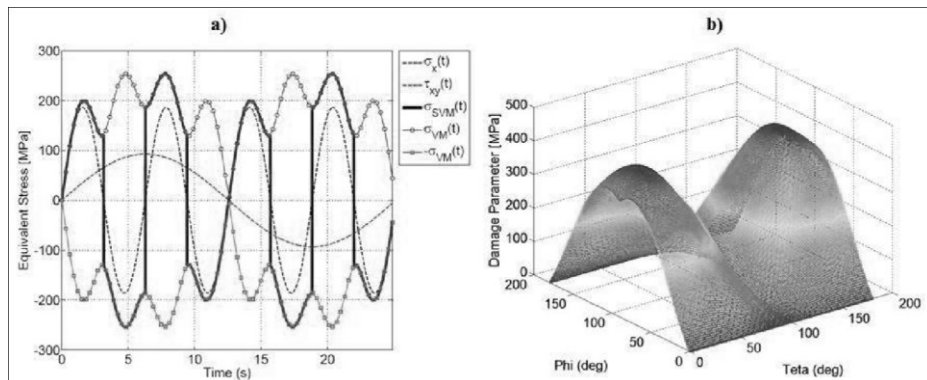 a)
300
200
100
0
-100
-200
-300
0
5
10
15
20
Equivalent Stress [MPa]
Time (s)
σx(t)
τxy(t)
σSVM(t)
σVM(t)
-σVM(t)
b)
500
400
300
200
100
0
Damage Parameter [MPa]
200
150
100
50
0
Phi (deg)
0
50
100
150
200
Teta (deg)